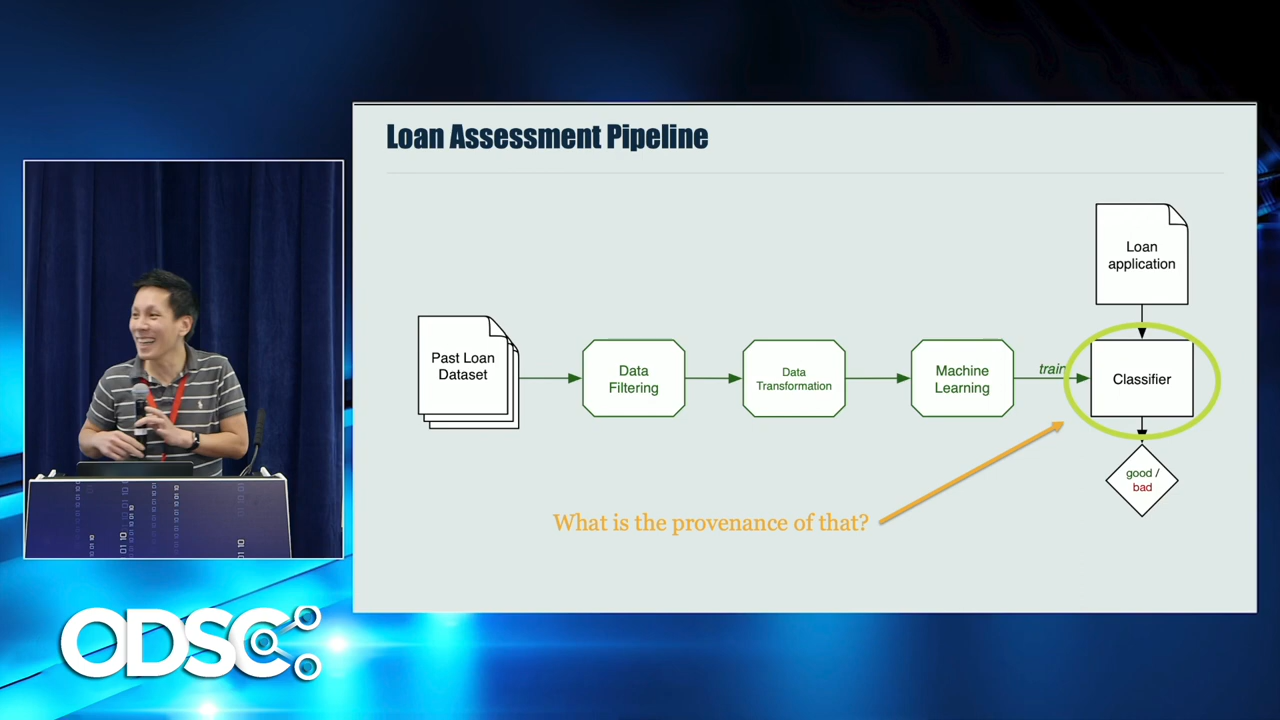 Loan Assessment Pipeline
Loan
application
Past Loan
Dataset
Data
Filtering
Data
Transformation
Machine
Learning
train
Classifier
good /
bad
What is the provenance of that?
ODSC